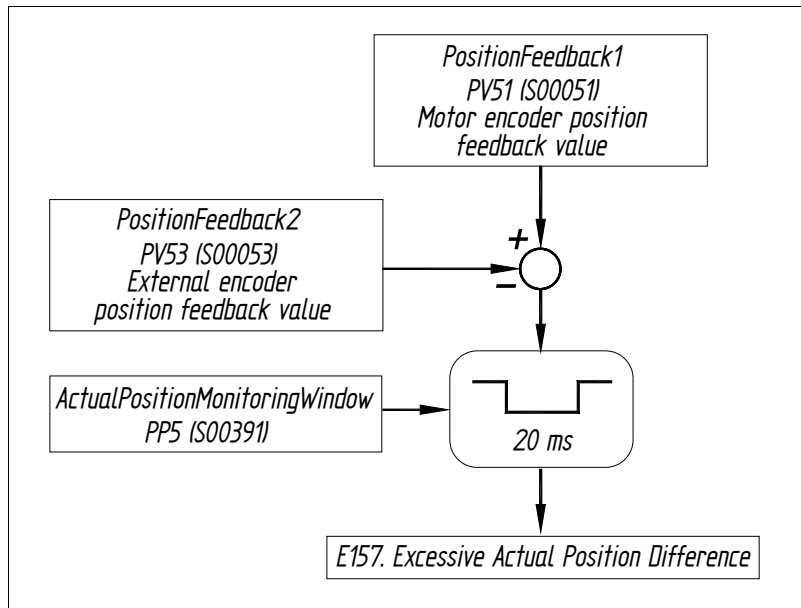 PositionFeedback1
PV51 (S00051)
Motor encoder position
feedback value
PositionFeedback2
PV53 (S00053)
External encoder
position feedback value
+
−
ActualPositionMonitoringWindow
PP5 (S00391)
20 ms
E157. Excessive Actual Position Difference